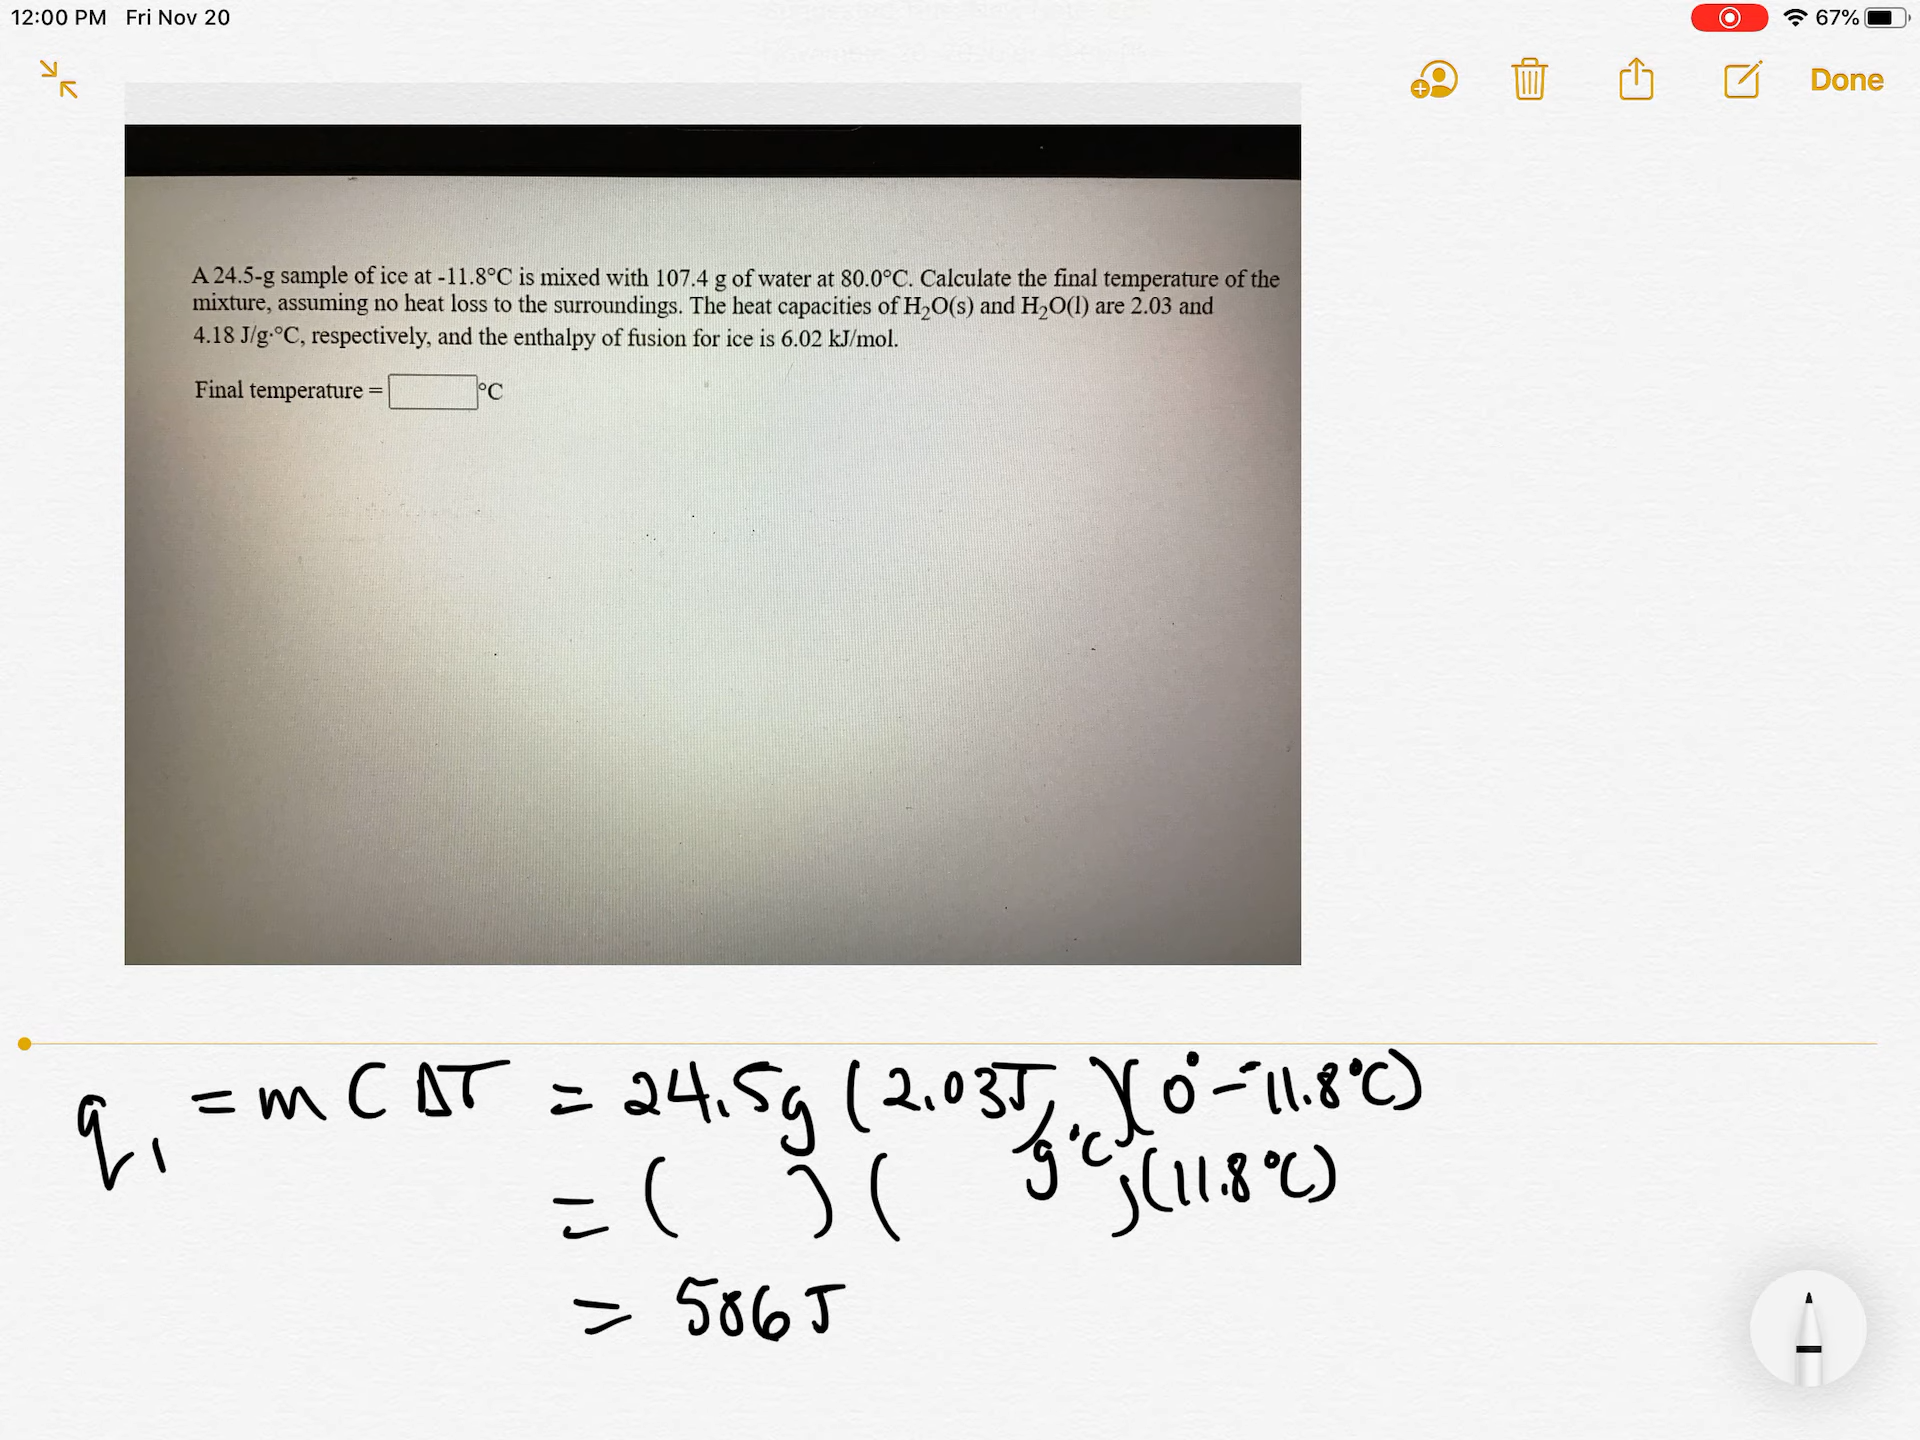 12:00 PM Fri Nov 20
67%
Done
A 24.5-g sample of ice at -11.8°C is mixed with 107.4 g of water at 80.0°C. Calculate the final temperature of the
mixture, assuming no heat loss to the surroundings. The heat capacities of H₂O(s) and H₂O(l) are 2.03 and
4.18 J/g·°C, respectively, and the enthalpy of fusion for ice is 6.02 kJ/mol.
Final temperature = °C
q₁ = m C ΔT = 24.5g (2.03J/g°C)(0° - -11.8°C)
= ( ) ( )(11.8°C)
= 586 J